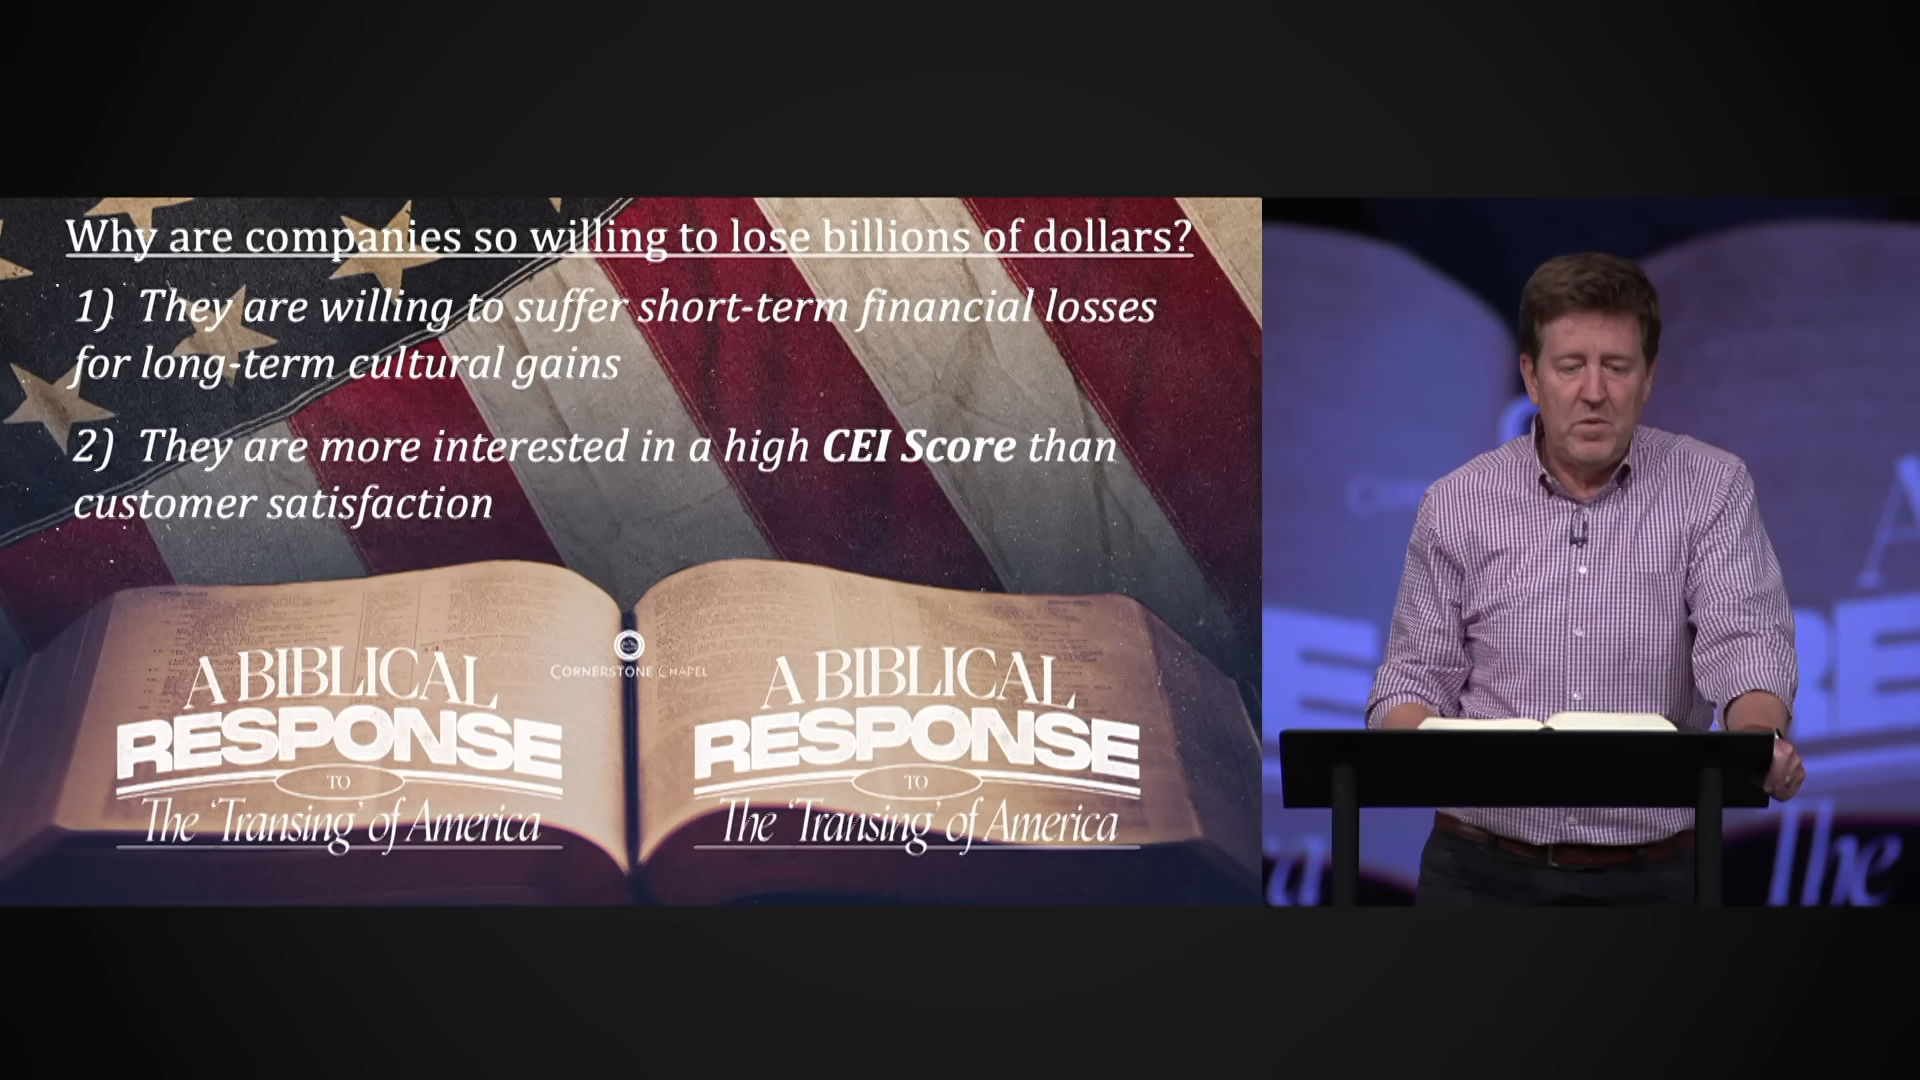 Why are companies so willing to lose billions of dollars?
1) They are willing to suffer short-term financial losses
for long-term cultural gains
2) They are more interested in a high CEI Score than
customer satisfaction
CORNERSTONE CHAPEL
A BIBLICAL
RESPONSE
TO
The 'Transing' of America
A BIBLICAL
RESPONSE
TO
The 'Transing' of America
The